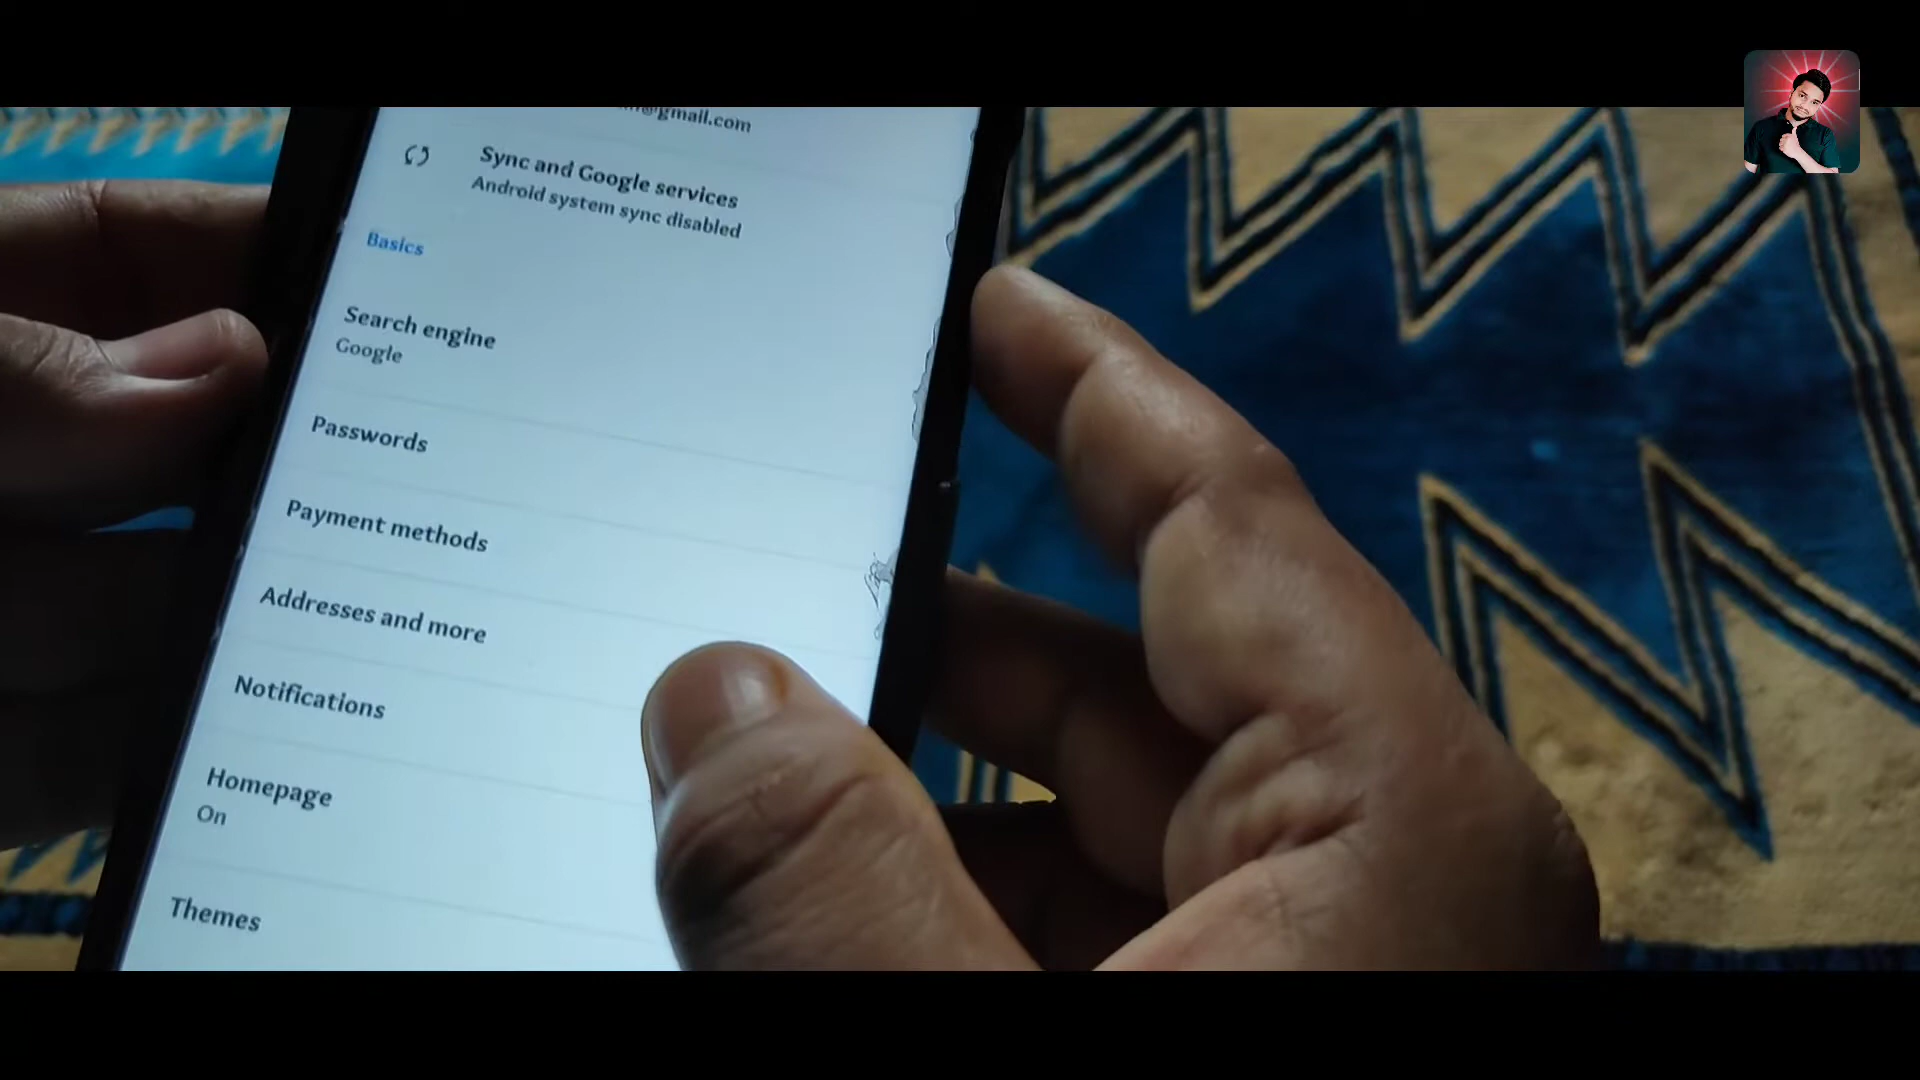 @gmail.com
Sync and Google services
Android system sync disabled
Basics
Search engine
Google
Passwords
Payment methods
Addresses and more
Notifications
Homepage
On
Themes